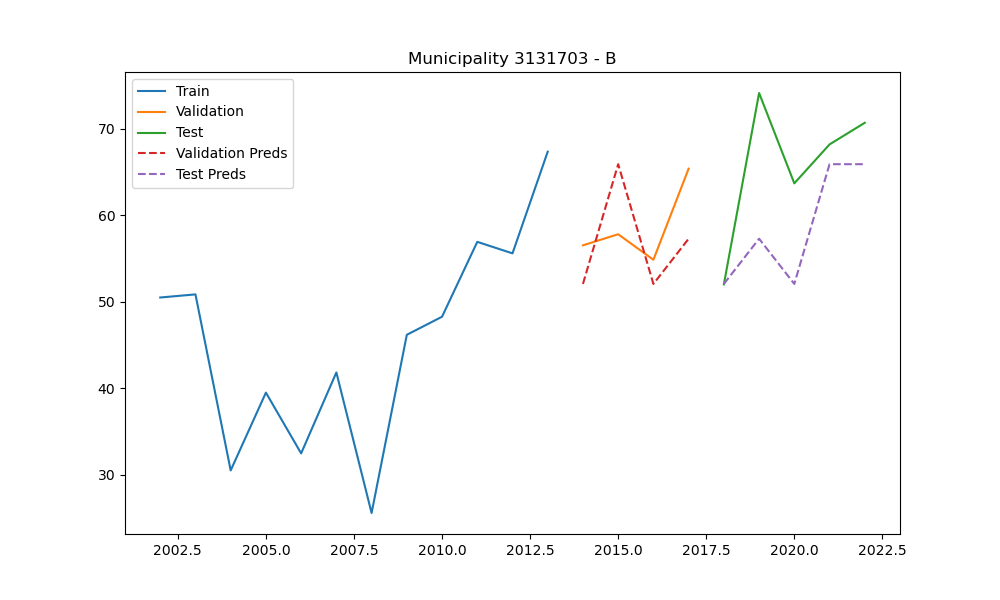 Municipality 3131703 - B
Train
Validation
Test
Validation Preds
Test Preds
70
60
50
40
30
2002.5 2005.0 2007.5 2010.0 2012.5 2015.0 2017.5 2020.0 2022.5